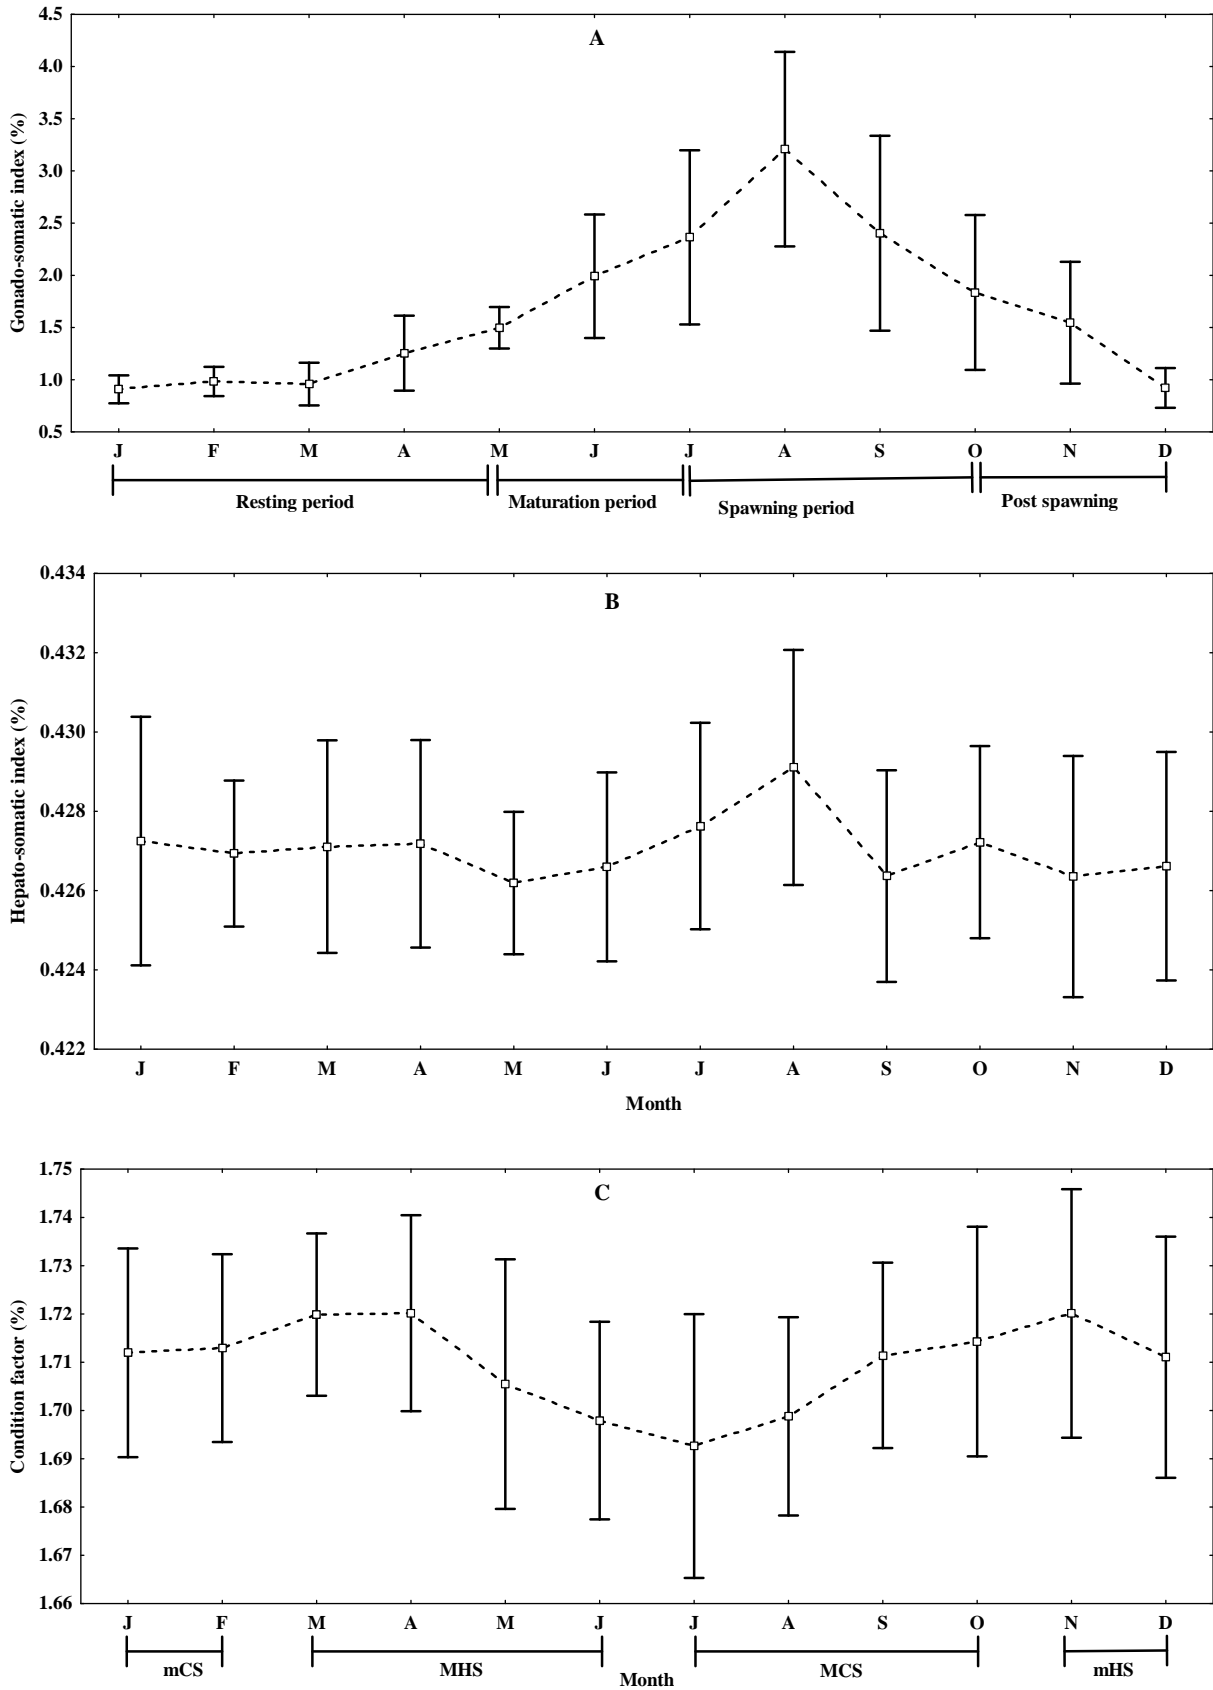 A
Gonado-somatic index (%)
4.5
4.0
3.5
3.0
2.5
2.0
1.5
1.0
0.5
J F M A M J J A S O N D
Resting period Maturation period Spawning period Post spawning
B
Hepato-somatic index (%)
0.434
0.432
0.430
0.428
0.426
0.424
0.422
J F M A M J J A S O N D
Month
C
Condition factor (%)
1.75
1.74
1.73
1.72
1.71
1.70
1.69
1.68
1.67
1.66
J F M A M J J A S O N D
mCS MHS MCS mHS
Month